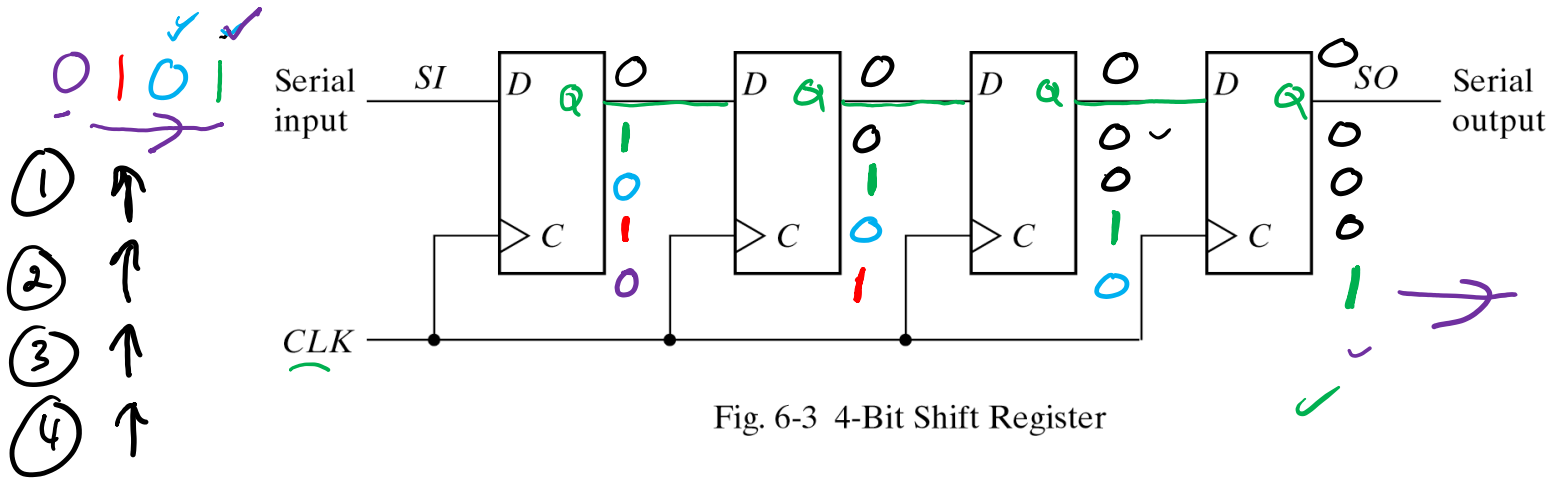 0 1 0 1
Serial input
SI
D Q 0
D Q 0
D Q 0
D Q 0
SO
Serial output
1 0 0 0
0 1 0 0
1 0 1 0
0 1 0 1
C C C C
1 ↑
2 ↑
3 ↑
4 ↑
CLK
Fig. 6-3 4-Bit Shift Register